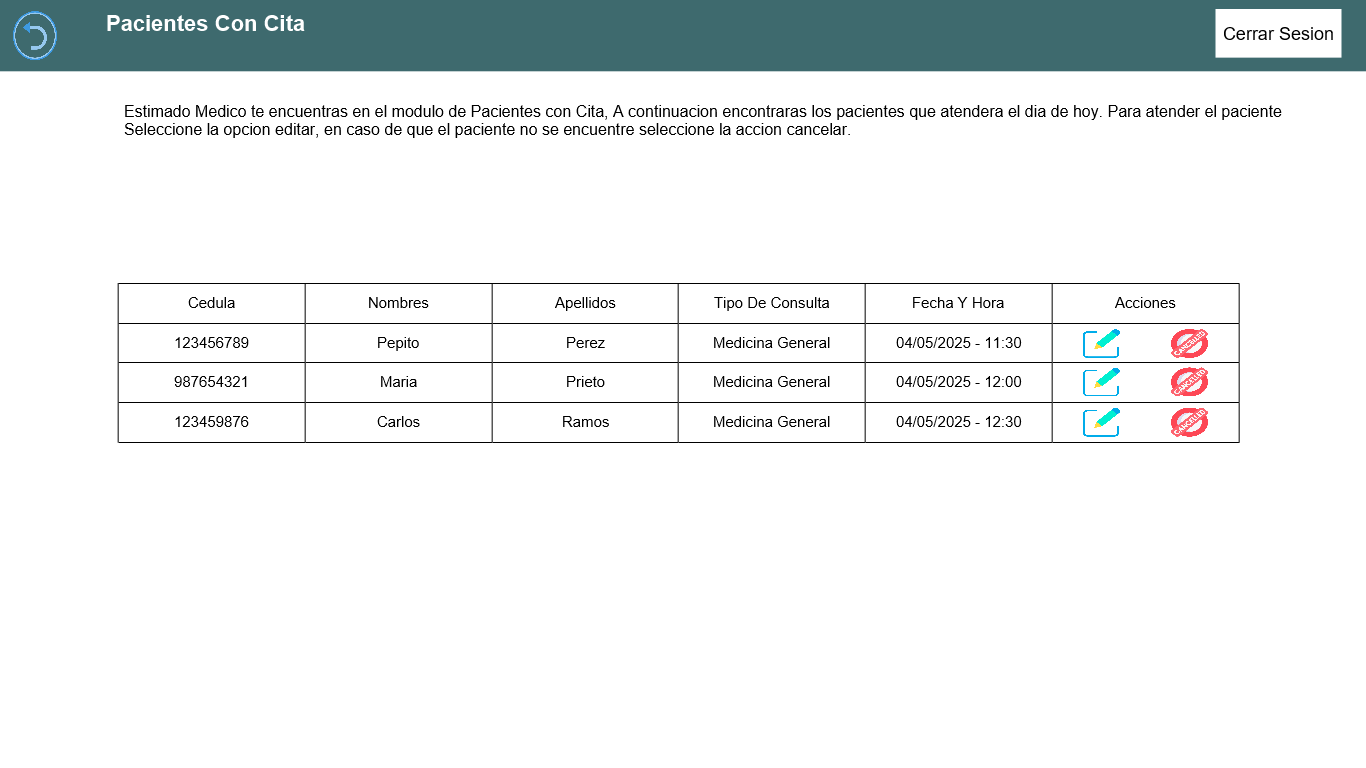 Pacientes Con Cita
Cerrar Sesion
Estimado Medico te encuentras en el modulo de Pacientes con Cita, A continuacion encontraras los pacientes que atendera el dia de hoy. Para atender el paciente
Seleccione la opcion editar, en caso de que el paciente no se encuentre seleccione la accion cancelar.
Cedula Nombres Apellidos Tipo De Consulta Fecha Y Hora Acciones
123456789 Pepito Perez Medicina General 04/05/2025 - 11:30
987654321 Maria Prieto Medicina General 04/05/2025 - 12:00
123459876 Carlos Ramos Medicina General 04/05/2025 - 12:30